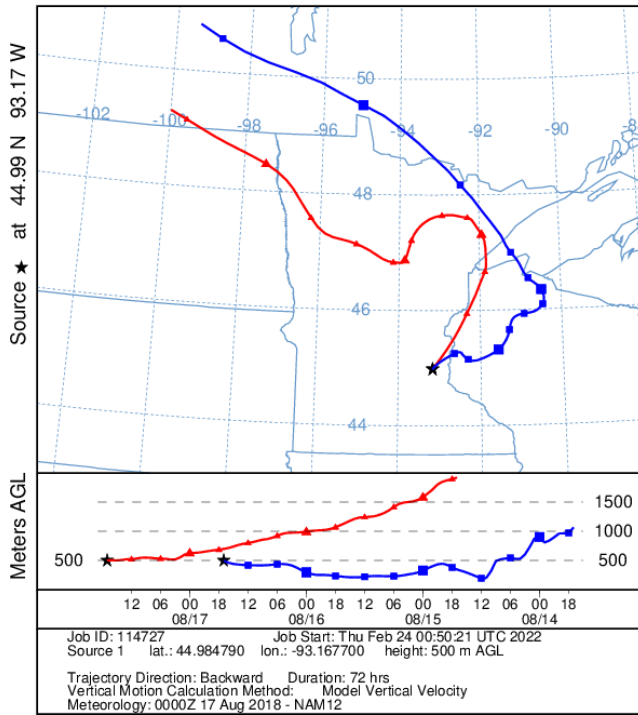 Source ★ at 44.99 N 93.17 W
50
-102
-100
-98
-96
-94
-92
-90
48
46
44
Meters AGL
1500
1000
500
500
12 06 00 18 12 06 00 18 12 06 00 18 12 06 00 18
08/17 08/16 08/15 08/14
Job ID: 114727 Job Start: Thu Feb 24 00:50:21 UTC 2022
Source 1 lat.: 44.984790 lon.: -93.167700 height: 500 m AGL
Trajectory Direction: Backward Duration: 72 hrs
Vertical Motion Calculation Method: Model Vertical Velocity
Meteorology: 0000Z 17 Aug 2018 - NAM12